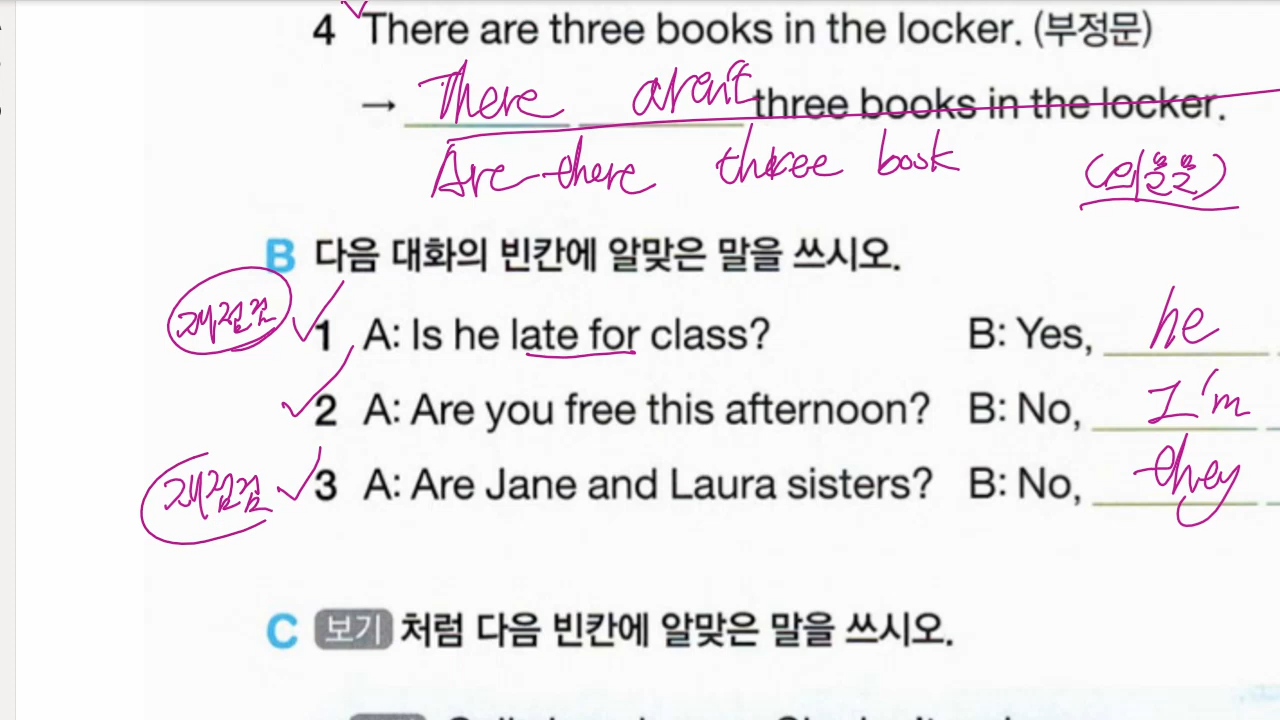 4 There are three books in the locker. (부정문)
→ There aren't three books in the locker.
Are there three book (의문문)
B 다음 대화의 빈칸에 알맞은 말을 쓰시오.
재점검 1 A: Is he late for class? B: Yes, he
2 A: Are you free this afternoon? B: No, I'm
재점검 3 A: Are Jane and Laura sisters? B: No, they
C 보기 처럼 다음 빈칸에 알맞은 말을 쓰시오.